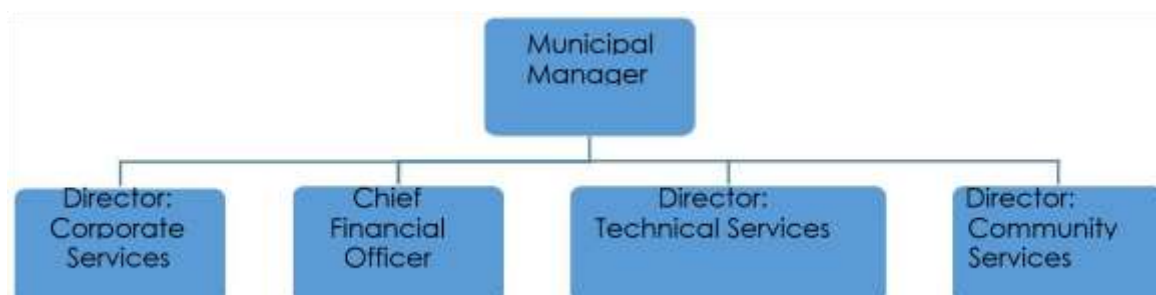 Municipal
Manager
Director:
Corporate
Services
Chief
Financial
Officer
Director:
Technical Services
Director:
Community
Services